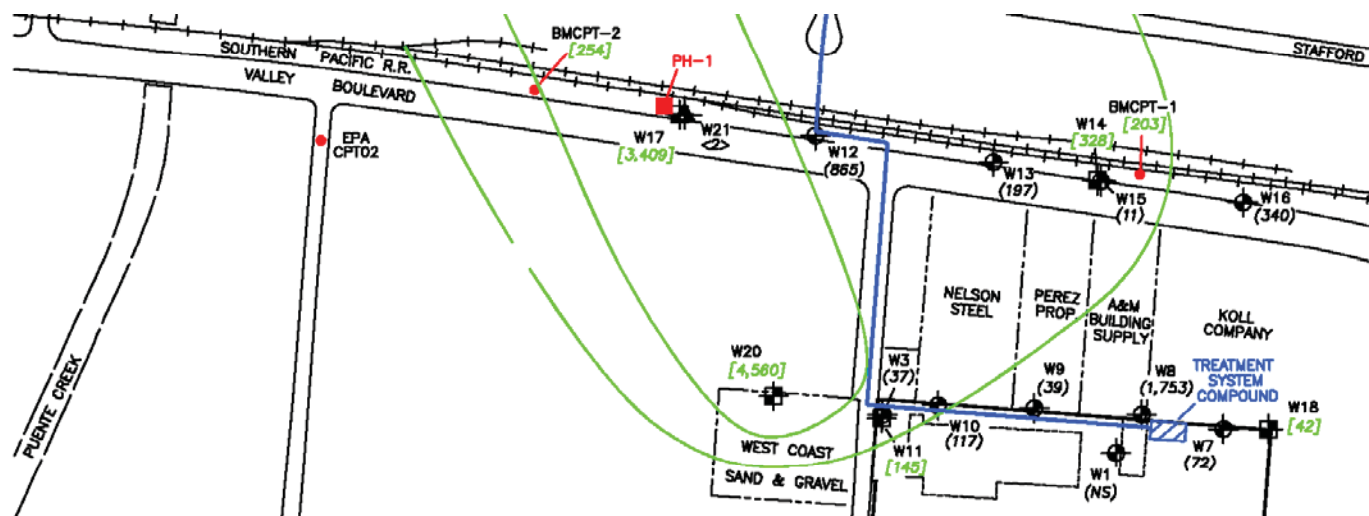 STAFFORD
BMCPT-2
[254]
SOUTHERN PACIFIC R.R.
VALLEY BOULEVARD
PH-1
EPA
CPT02
W17
[3,409]
W21
<2>
W12
(865)
W13
(197)
BMCPT-1
[203]
W14
[328]
W15
(11)
W16
(340)
PUENTE CREEK
NELSON
STEEL
PEREZ
PROP.
A&M
BUILDING
SUPPLY
KOLL
COMPANY
TREATMENT
SYSTEM
COMPOUND
W20
[4,560]
W3
(37)
W9
(39)
W8
(1,753)
W18
[42]
WEST COAST
SAND & GRAVEL
W11
[145]
W10
(117)
W1
(NS)
W7
(72)